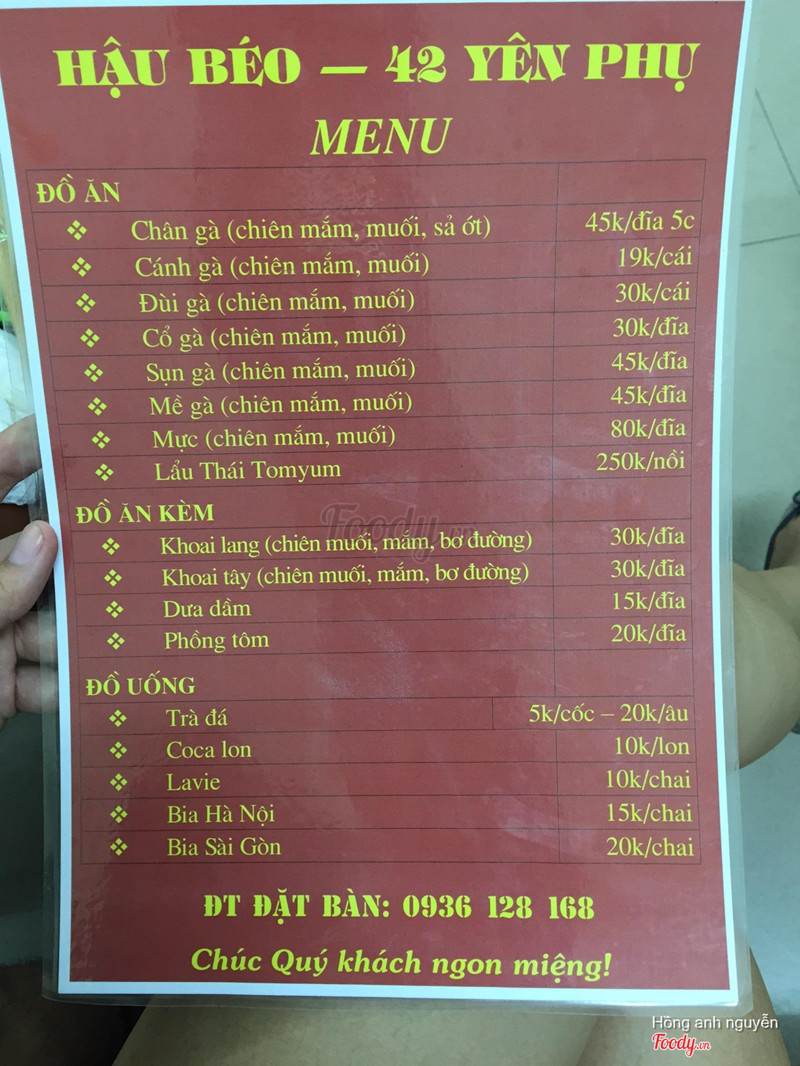 HẬU BÉO — 42 YÊN PHỤ
MENU
ĐỒ ĂN
❖ Chân gà (chiên mắm, muối, sả ớt) 45k/đĩa 5c
❖ Cánh gà (chiên mắm, muối) 19k/cái
❖ Đùi gà (chiên mắm, muối) 30k/cái
❖ Cổ gà (chiên mắm, muối) 30k/đĩa
❖ Sụn gà (chiên mắm, muối) 45k/đĩa
❖ Mề gà (chiên mắm, muối) 45k/đĩa
❖ Mực (chiên mắm, muối) 80k/đĩa
❖ Lẩu Thái Tomyum 250k/nồi
ĐỒ ĂN KÈM
Foody.vn
❖ Khoai lang (chiên muối, mắm, bơ đường) 30k/đĩa
❖ Khoai tây (chiên muối, mắm, bơ đường) 30k/đĩa
❖ Dưa dầm 15k/đĩa
❖ Phồng tôm 20k/đĩa
ĐỒ UỐNG
❖ Trà đá 5k/cốc – 20k/âu
❖ Coca lon 10k/lon
❖ Lavie 10k/chai
❖ Bia Hà Nội 15k/chai
❖ Bia Sài Gòn 20k/chai
ĐT ĐẶT BÀN: 0936 128 168
Chúc Quý khách ngon miệng!
Hồng anh nguyễn
Foody.vn